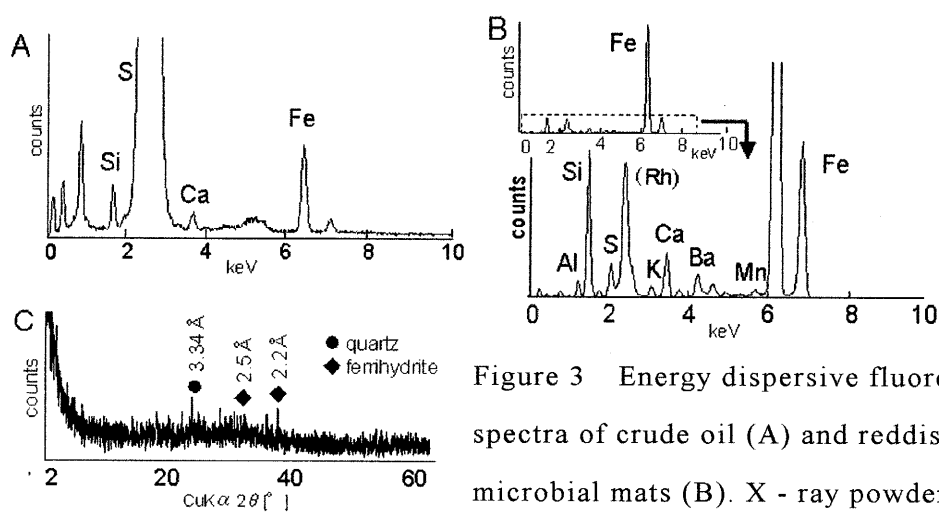 A
counts
S
Si
Ca
Fe
0 2 4 6 8 10
keV
B
counts
Fe
0 2 4 6 8 keV 10
counts
Al
Si
S
(Rh)
K
Ca
Ba
Mn
Fe
0 2 4 6 8 10
keV
C
counts
3.34 Å
2.5 Å
2.2 Å
● quartz
◆ ferrihydrite
2 20 40 60
CuKα 2θ [°]
Figure 3 Energy dispersive fluore
spectra of crude oil (A) and reddis
microbial mats (B). X - ray powder